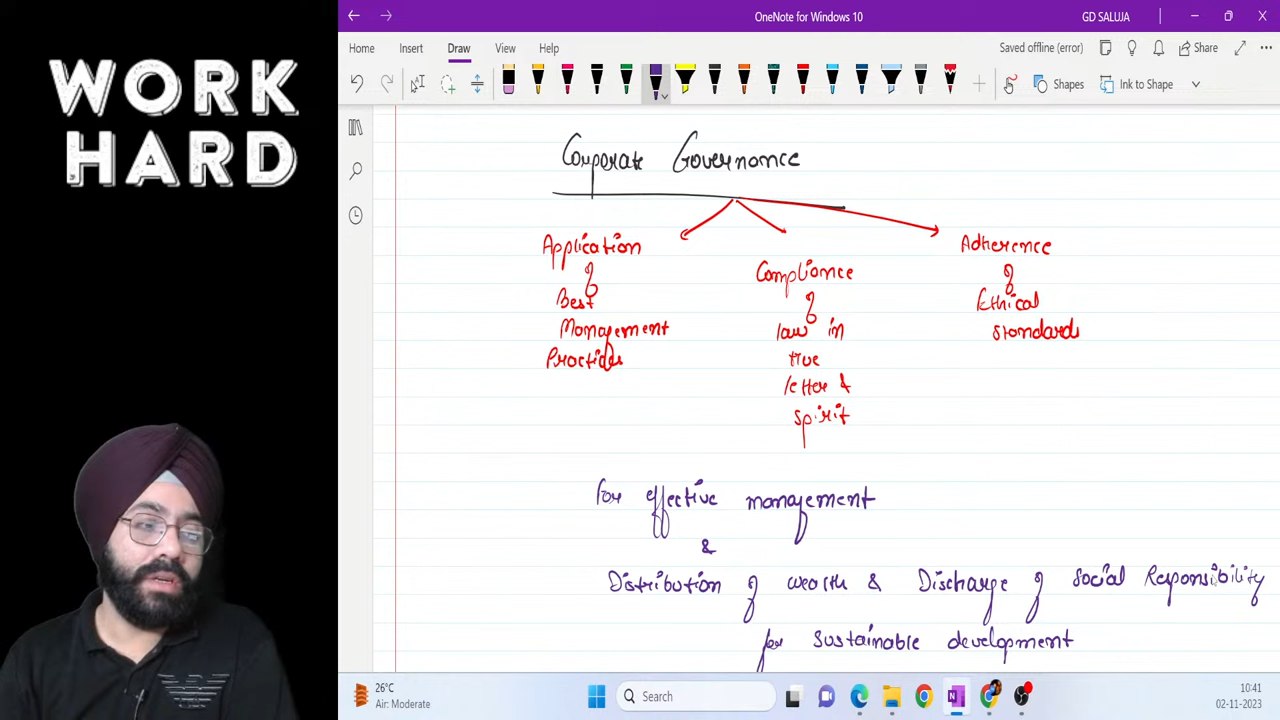 WORK
HARD
OneNote for Windows 10
GD SALUJA
Home Insert Draw View Help
Saved offline (error)
Share
Shapes
Ink to Shape
Corporate Governance
Application
of
Best
Management
Practices
Compliance
of
law in
true
letter &
spirit
Adherence
of
Ethical
standards
For effective management
&
Distribution of wealth & Discharge of Social Responsibility
for sustainable development
Air: Moderate
Search
10:41
02-11-2023